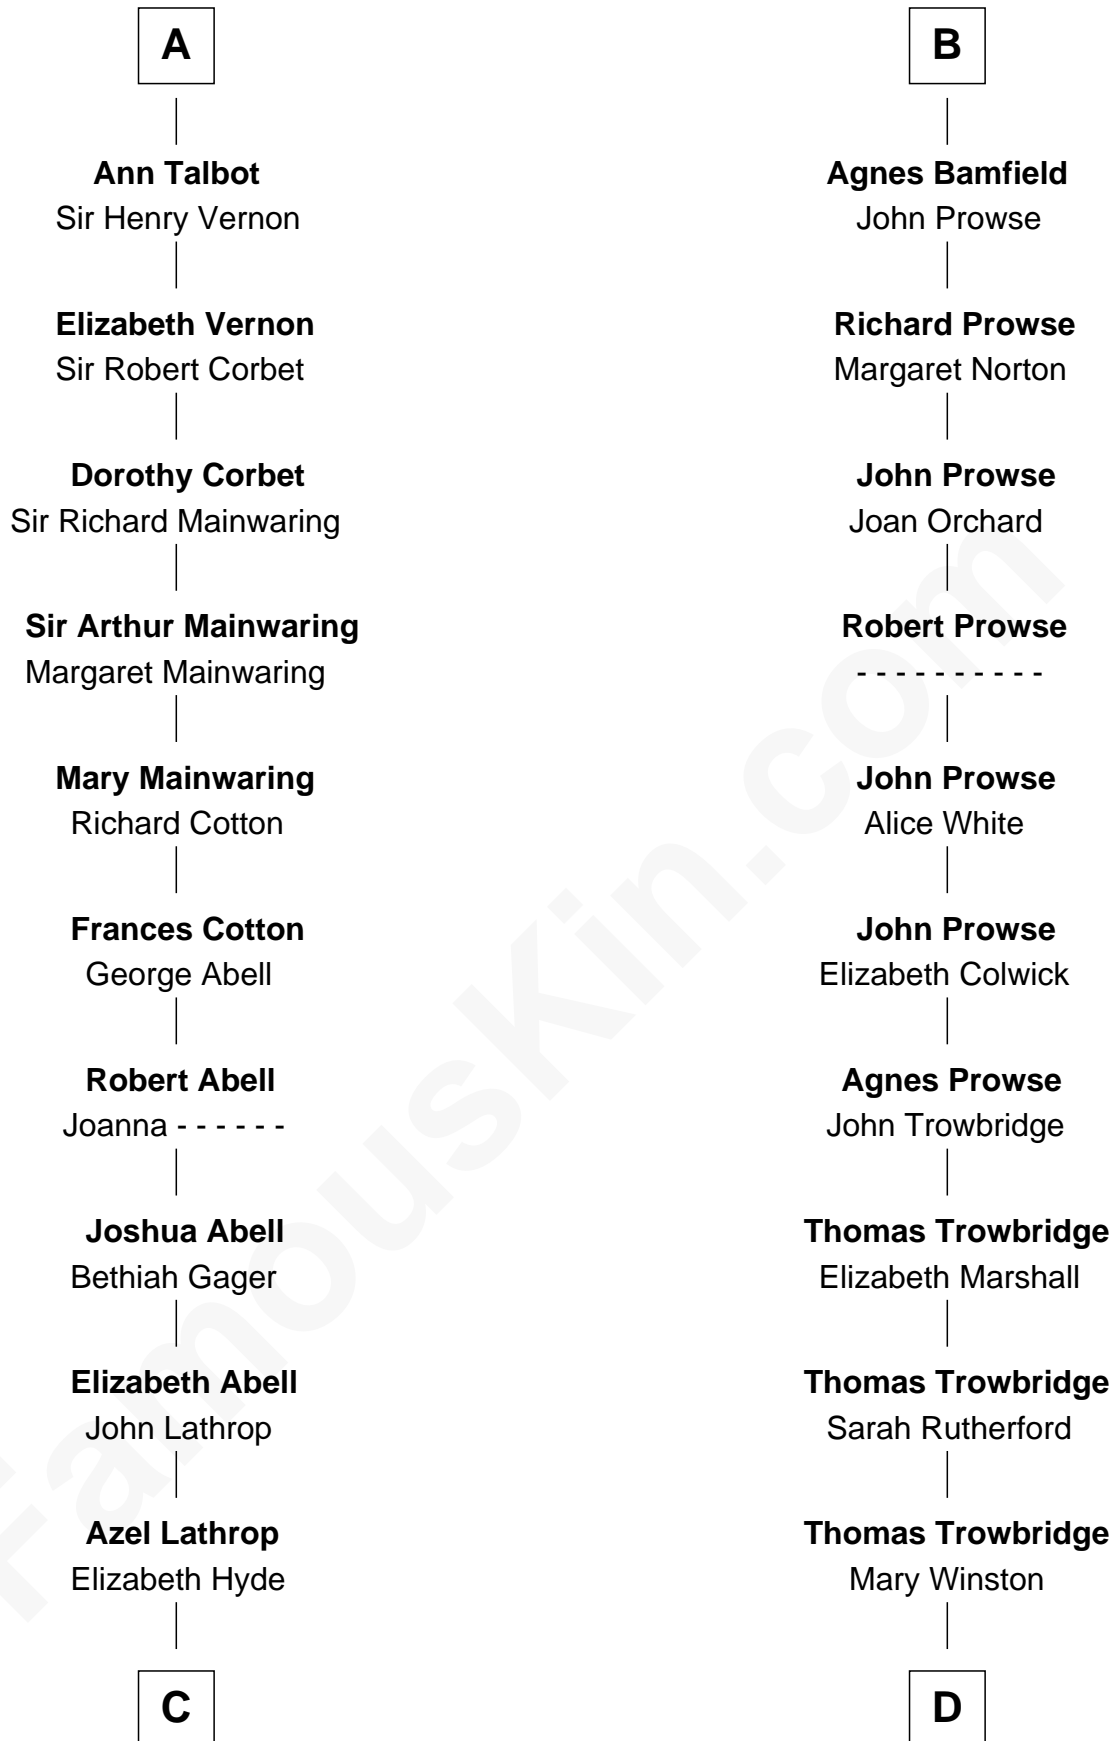 A
Ann Talbot
Sir Henry Vernon
Elizabeth Vernon
Sir Robert Corbet
Dorothy Corbet
Sir Richard Mainwaring
Sir Arthur Mainwaring
Margaret Mainwaring
Mary Mainwaring
Richard Cotton
Frances Cotton
George Abell
Robert Abell
Joanna - - - - - -
Joshua Abell
Bethiah Gager
Elizabeth Abell
John Lathrop
Azel Lathrop
Elizabeth Hyde
C
B
Agnes Bamfield
John Prowse
Richard Prowse
Margaret Norton
John Prowse
Joan Orchard
Robert Prowse
- - - - - - - - - -
John Prowse
Alice White
John Prowse
Elizabeth Colwick
Agnes Prowse
John Trowbridge
Thomas Trowbridge
Elizabeth Marshall
Thomas Trowbridge
Sarah Rutherford
Thomas Trowbridge
Mary Winston
D
FamousKin.com